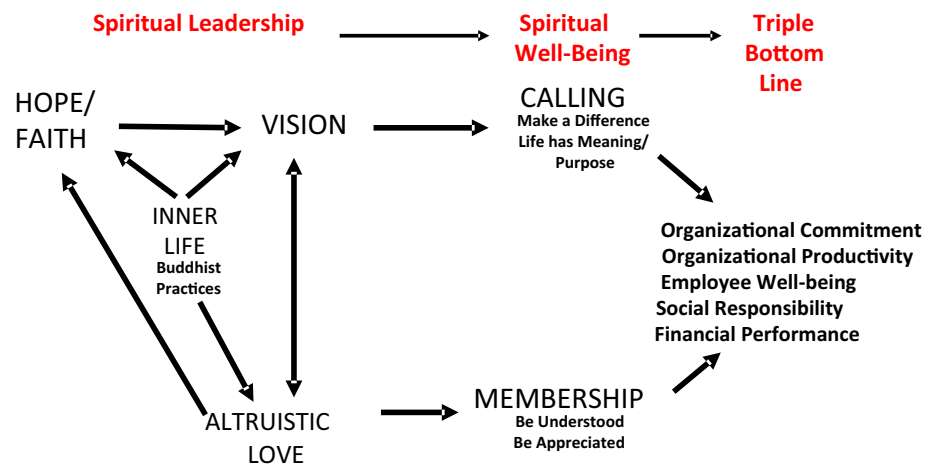 Spiritual Leadership
Spiritual
Well-Being
Triple
Bottom
Line
HOPE/
FAITH
VISION
CALLING
Make a Difference
Life has Meaning/
Purpose
INNER
LIFE
Buddhist
Practices
Organizational Commitment
Organizational Productivity
Employee Well-being
Social Responsibility
Financial Performance
ALTRUISTIC
LOVE
MEMBERSHIP
Be Understood
Be Appreciated